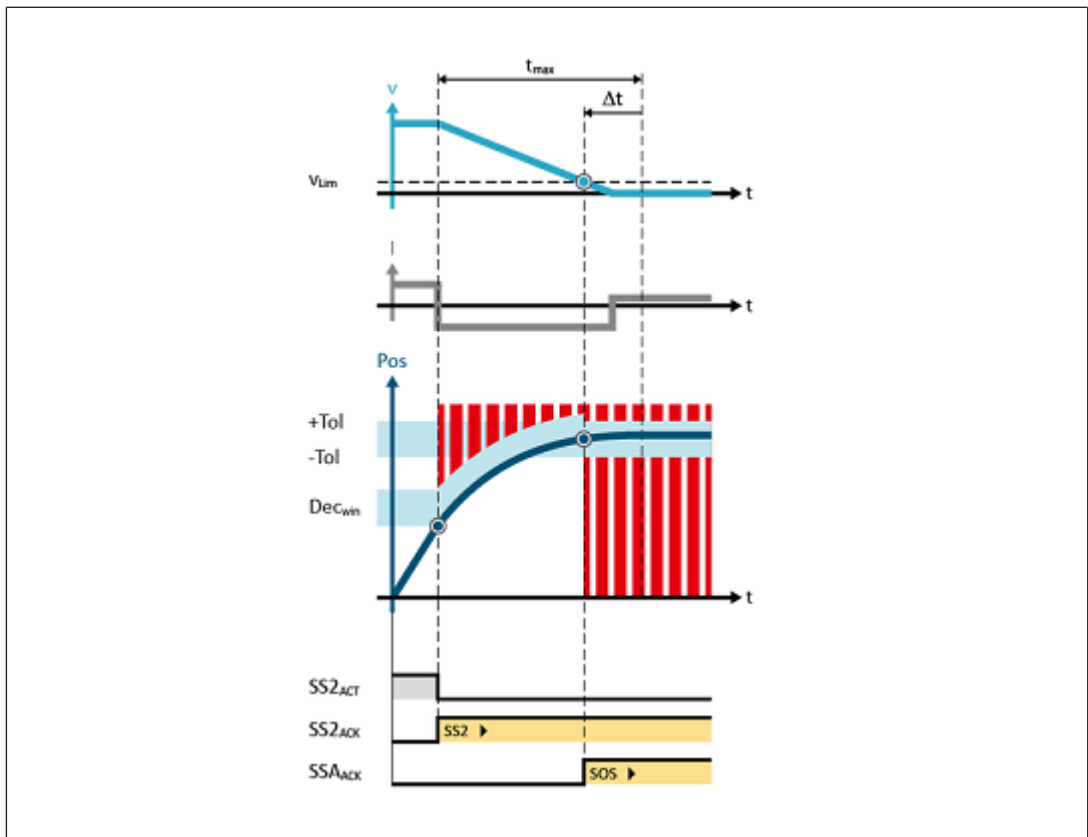 tmax
Δt
v
vLim
t
I
t
Pos
+Tol
-Tol
Decwin
t
SS2ACT
SS2ACK
SS2
SSAACK
SOS